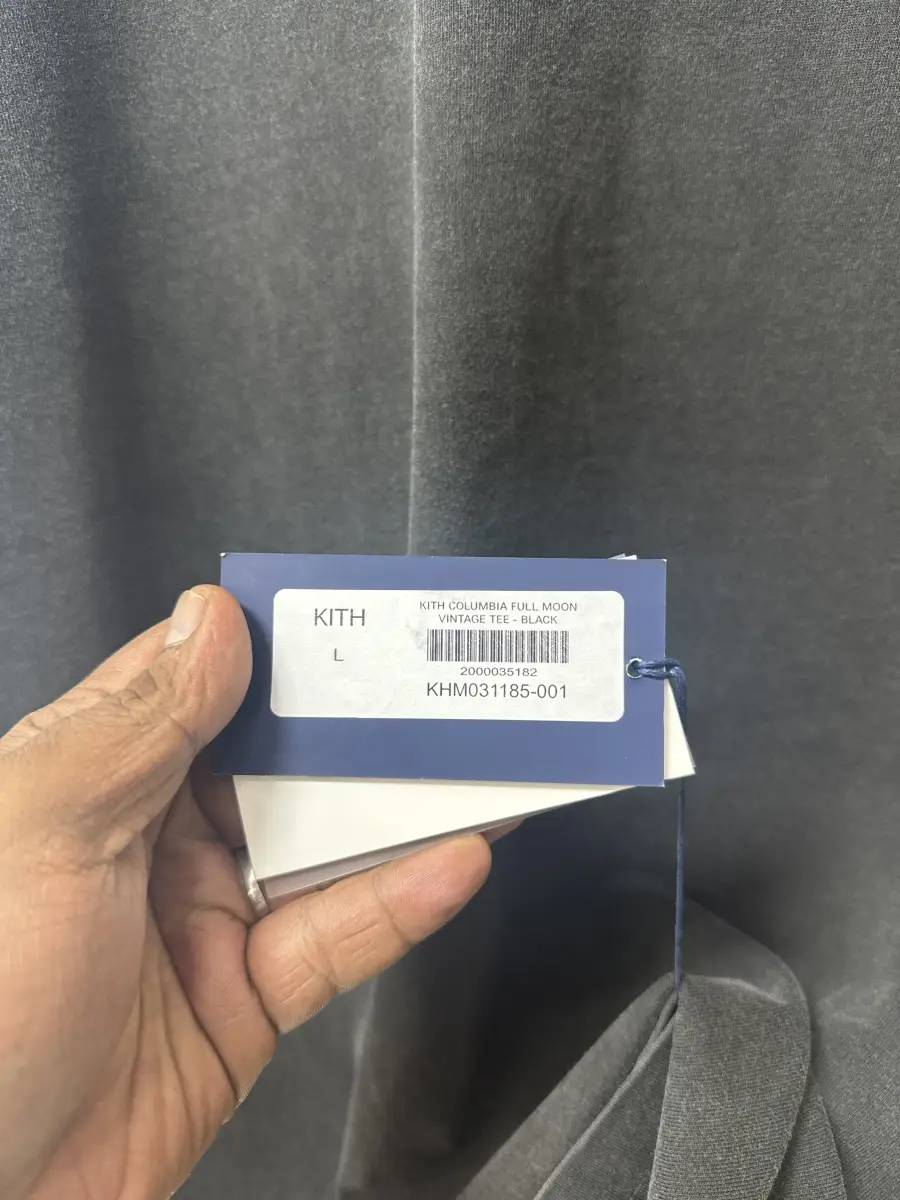 KITH
L
KITH COLUMBIA FULL MOON
VINTAGE TEE - BLACK
2000035182
KHM031185-001